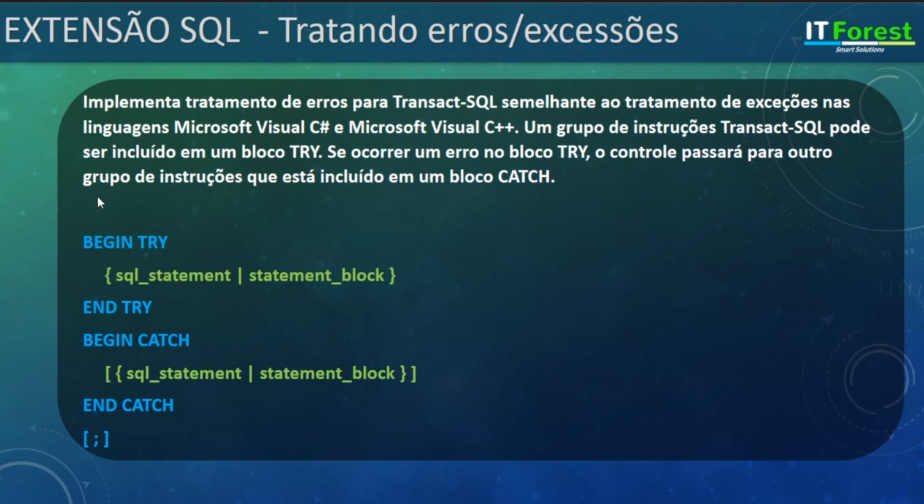 EXTENSÃO SQL - Tratando erros/excessões
IT Forest
Smart Solutions
Implementa tratamento de erros para Transact-SQL semelhante ao tratamento de exceções nas
linguagens Microsoft Visual C# e Microsoft Visual C++. Um grupo de instruções Transact-SQL pode
ser incluído em um bloco TRY. Se ocorrer um erro no bloco TRY, o controle passará para outro
grupo de instruções que está incluído em um bloco CATCH.
BEGIN TRY
{ sql_statement | statement_block }
END TRY
BEGIN CATCH
[ { sql_statement | statement_block } ]
END CATCH
[ ; ]